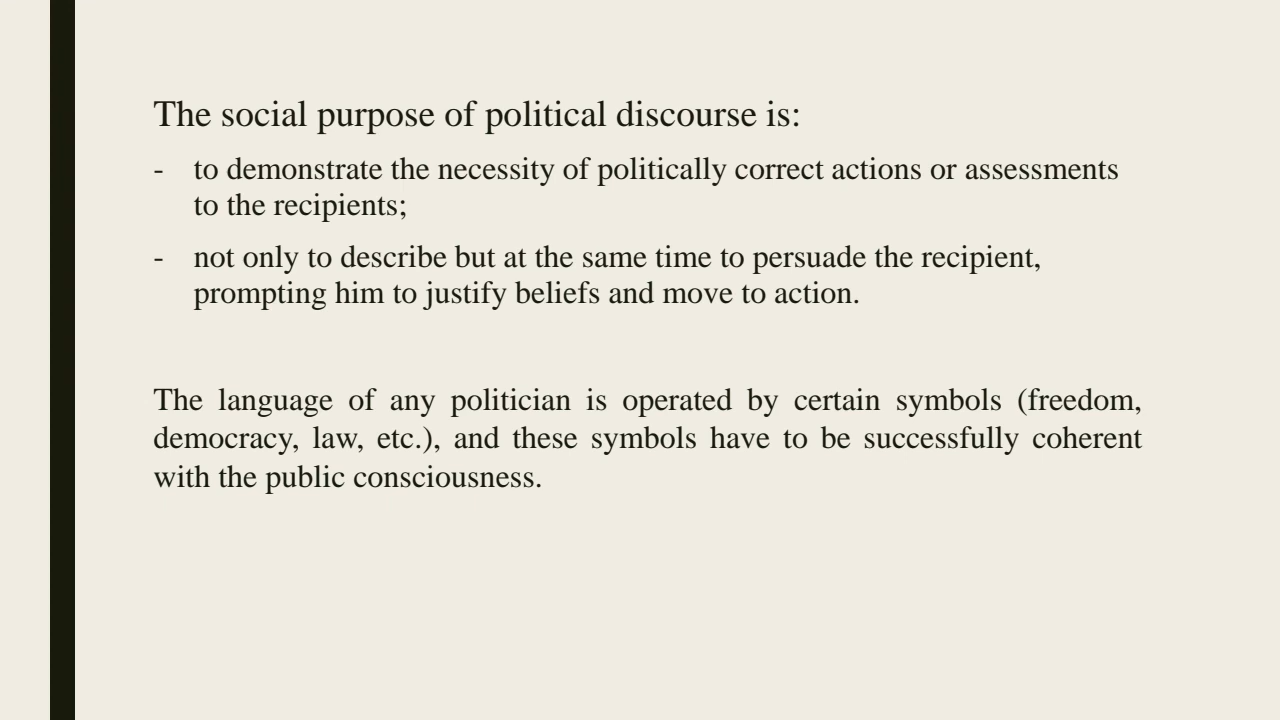 The social purpose of political discourse is:
- to demonstrate the necessity of politically correct actions or assessments
to the recipients;
- not only to describe but at the same time to persuade the recipient,
prompting him to justify beliefs and move to action.
The language of any politician is operated by certain symbols (freedom,
democracy, law, etc.), and these symbols have to be successfully coherent
with the public consciousness.